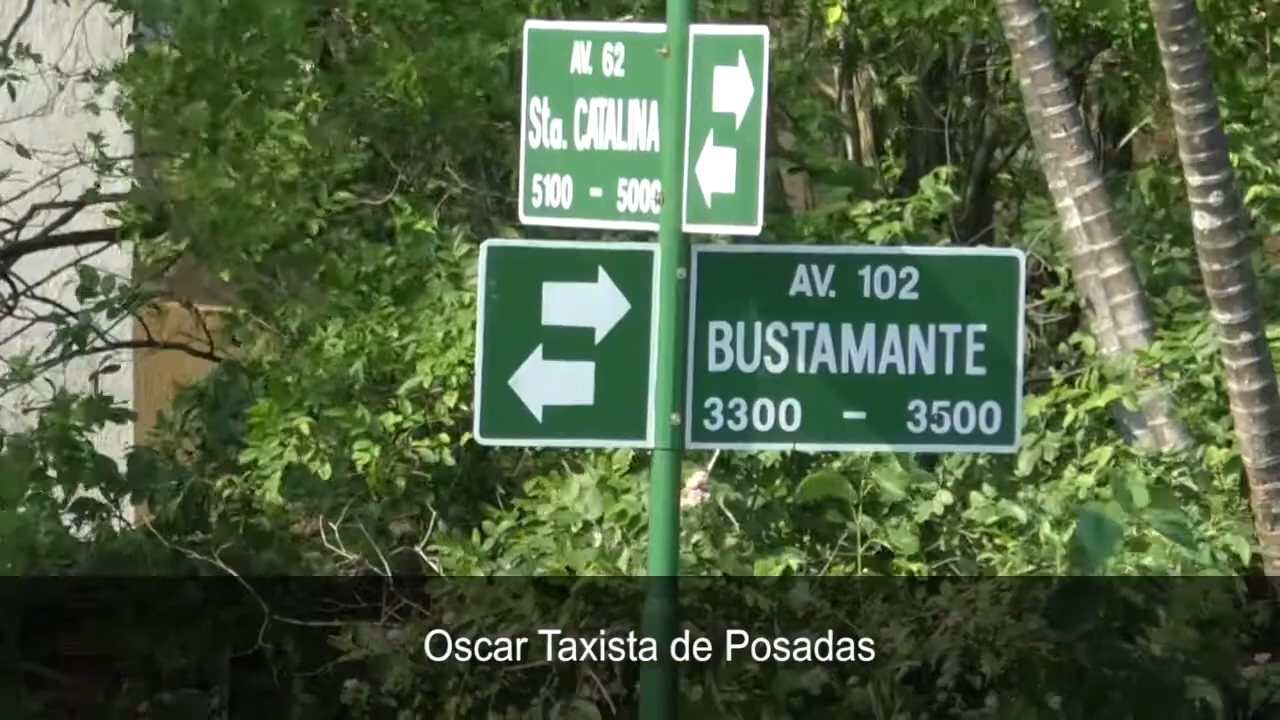 AV. 62
Sta. CATALINA
5100 - 5000
AV. 102
BUSTAMANTE
3300 - 3500
Oscar Taxista de Posadas